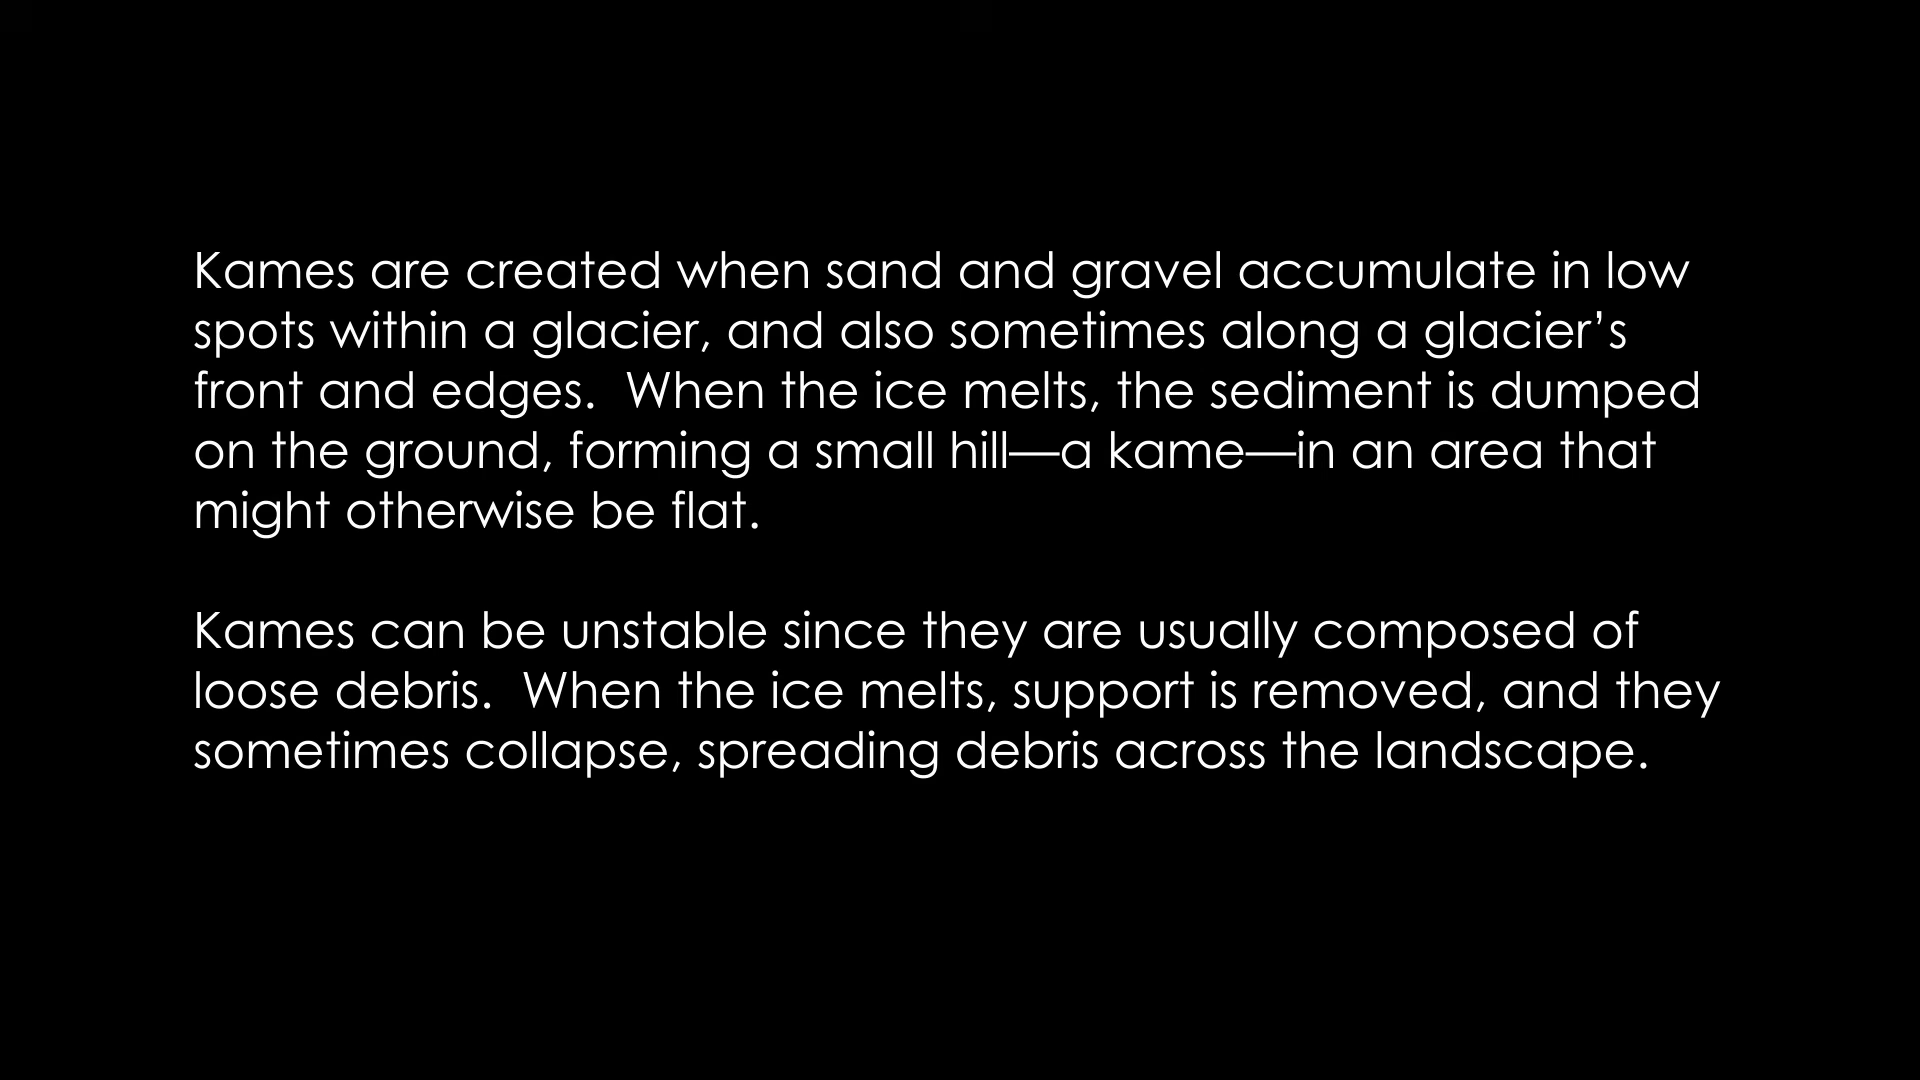 Kames are created when sand and gravel accumulate in low
spots within a glacier, and also sometimes along a glacier’s
front and edges.  When the ice melts, the sediment is dumped
on the ground, forming a small hill—a kame—in an area that
might otherwise be flat.
Kames can be unstable since they are usually composed of
loose debris.  When the ice melts, support is removed, and they
sometimes collapse, spreading debris across the landscape.